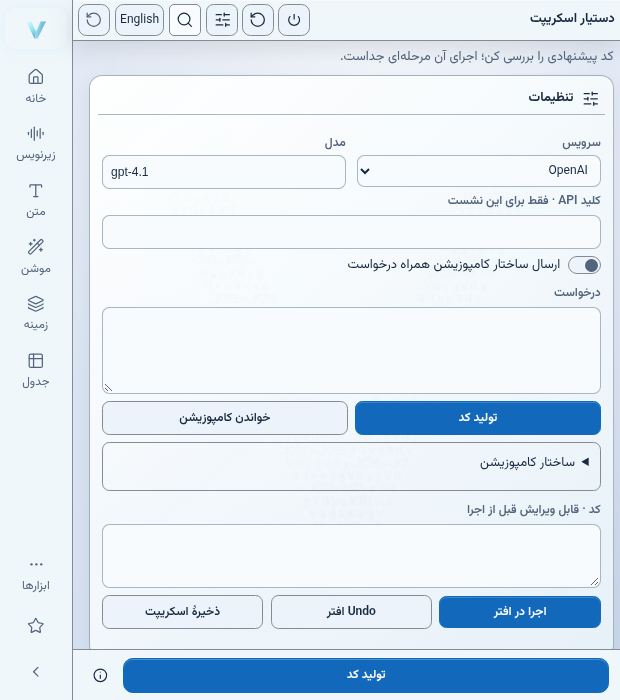 دستیار اسکریپت
English
کد پیشنهادی را بررسی کن؛ اجرای آن مرحله‌ای جداست.
تنظیمات
سرویس
مدل
OpenAI
gpt-4.1
کلید API · فقط برای این نشست
ارسال ساختار کامپوزیشن همراه درخواست
درخواست
تولید کد
خواندن کامپوزیشن
ساختار کامپوزیشن
کد · قابل ویرایش قبل از اجرا
اجرا در افتر
Undo افتر
ذخیرهٔ اسکریپت
تولید کد
خانه
زیرنویس
متن
موشن
زمینه
جدول
ابزارها